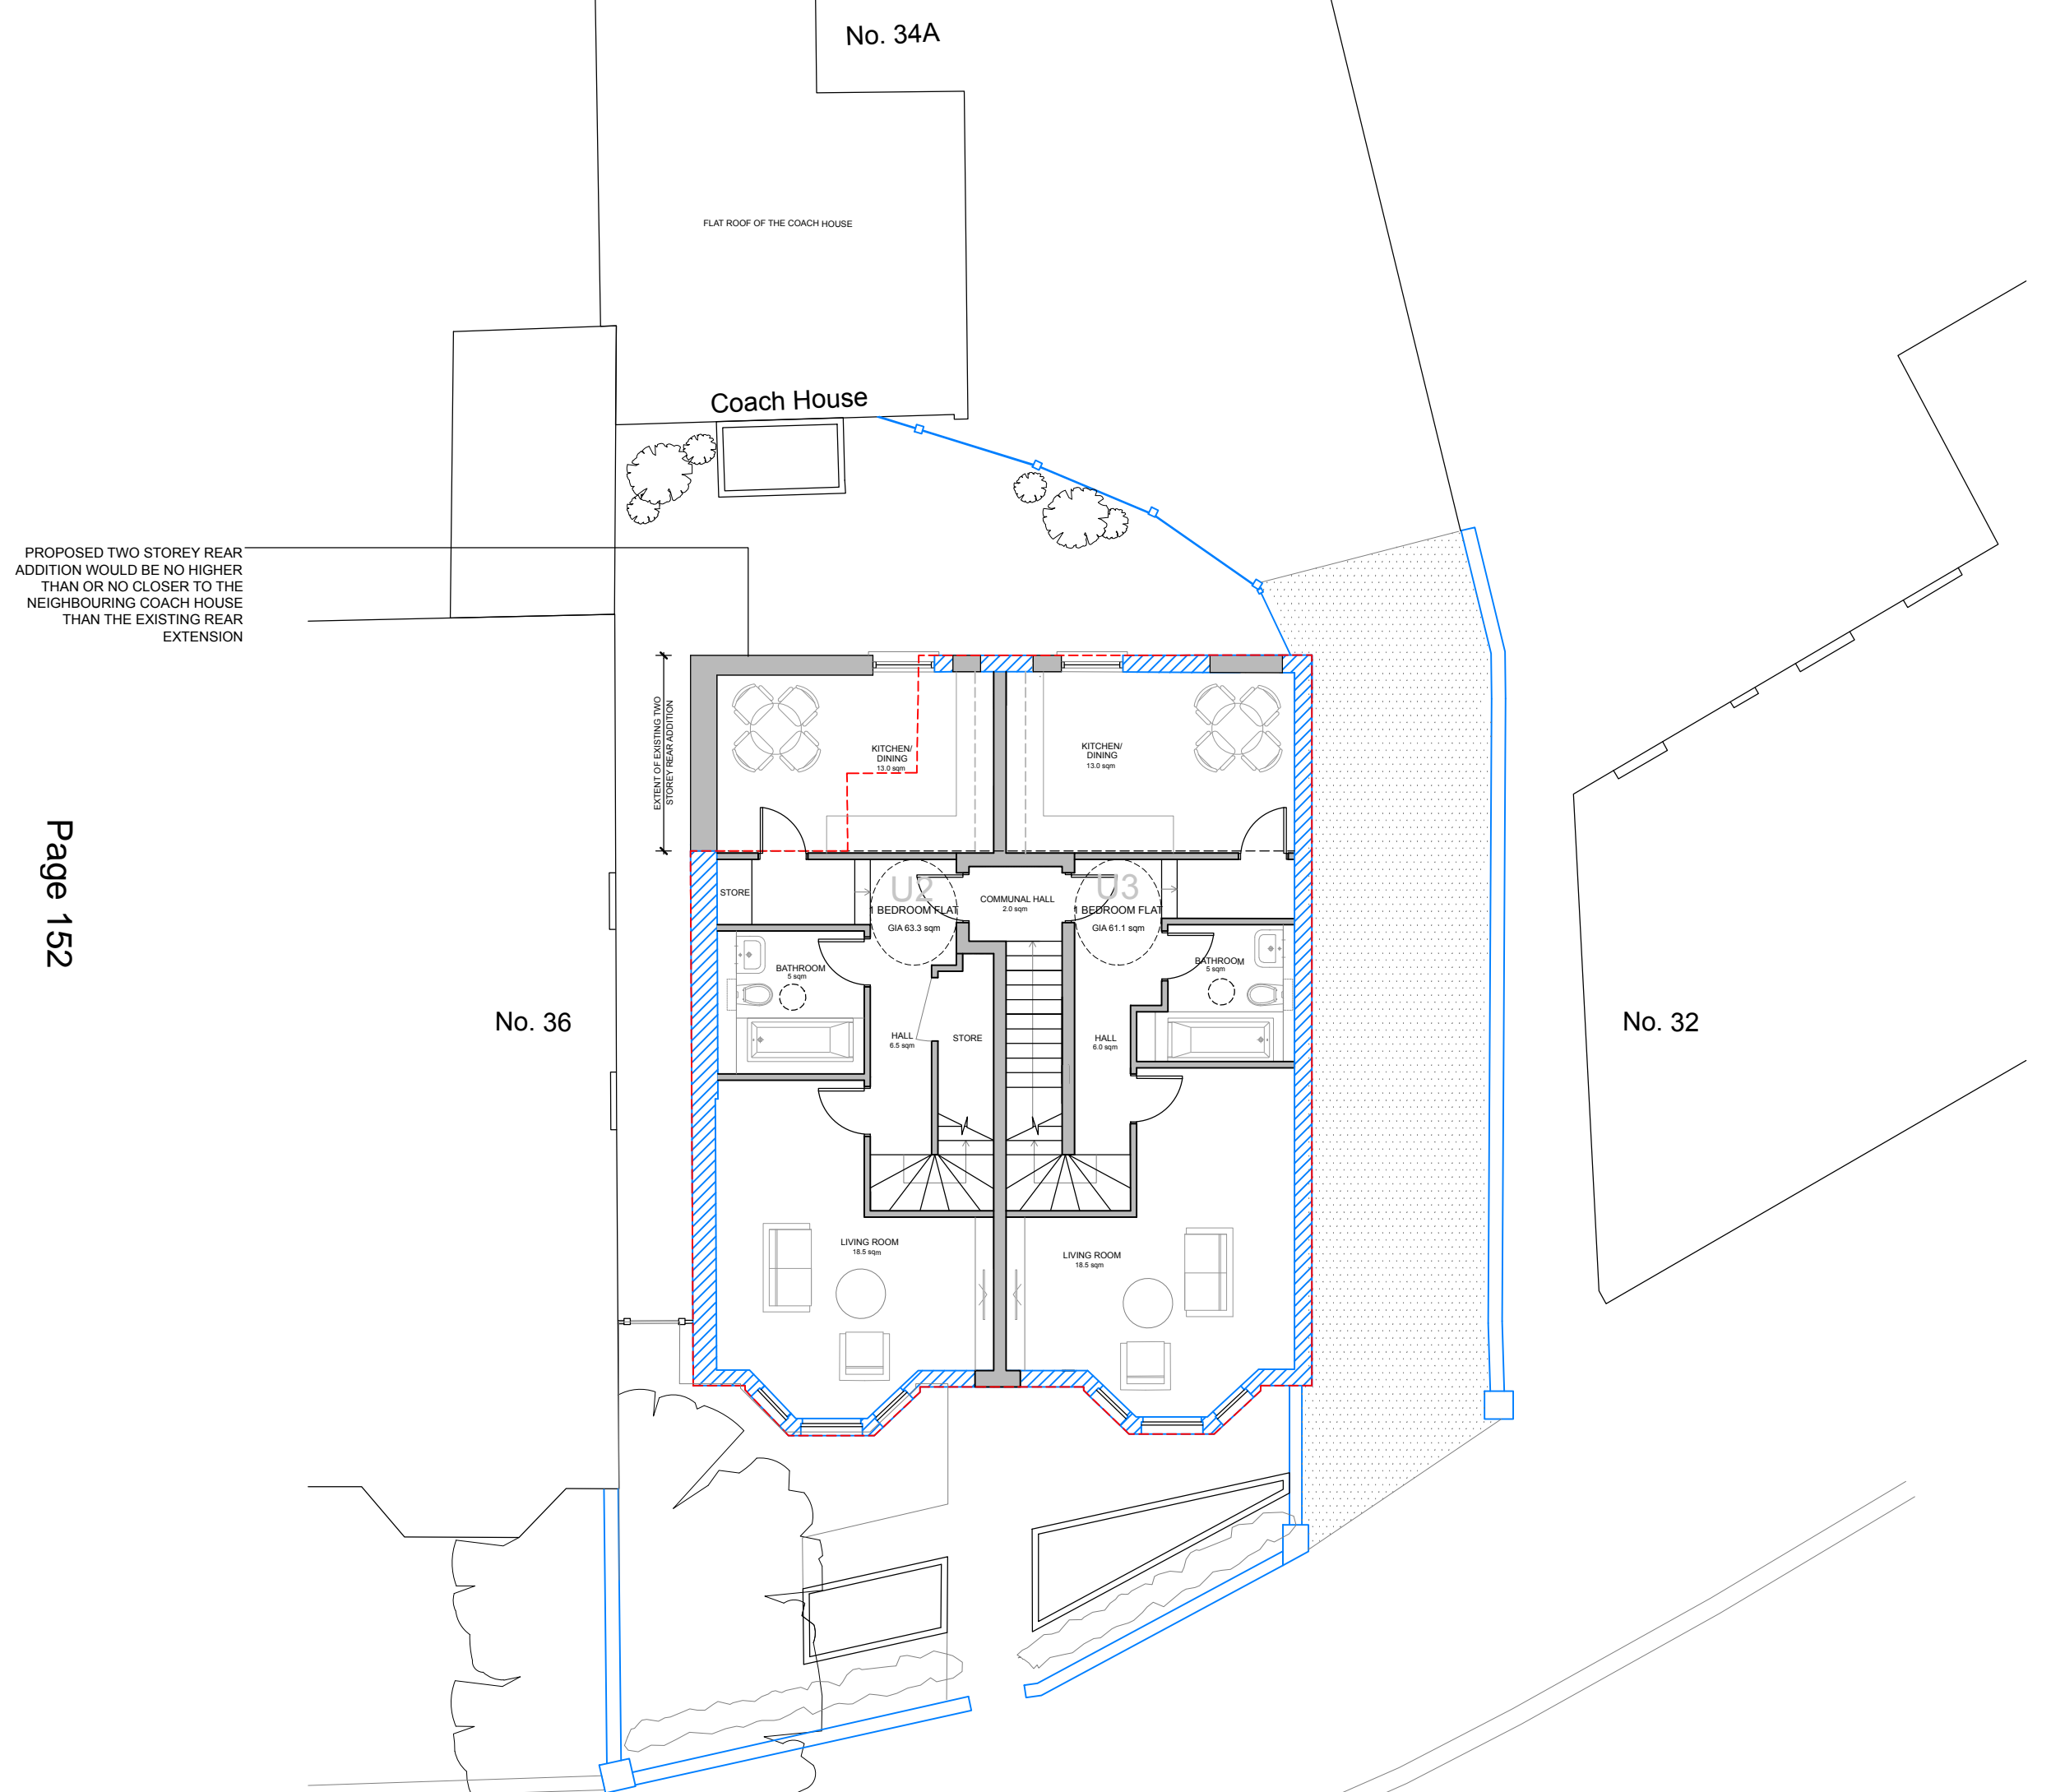 No. 34A
FLAT ROOF OF THE COACH HOUSE
Coach House
PROPOSED TWO STOREY REAR
ADDITION WOULD BE NO HIGHER
THAN OR NO CLOSER TO THE
NEIGHBOURING COACH HOUSE
THAN THE EXISTING REAR
EXTENSION
EXTENT OF EXISTING TWO
STOREY REAR ADDITION
KITCHEN/
DINING
13.0 sqm
KITCHEN/
DINING
13.0 sqm
Page 152
STORE
U2
1 BEDROOM FLAT
GIA 63.3 sqm
COMMUNAL HALL
2.0 sqm
U3
1 BEDROOM FLAT
GIA 61.1 sqm
BATHROOM
5 sqm
BATHROOM
5 sqm
No. 36
HALL
6.5 sqm
STORE
HALL
6.0 sqm
No. 32
LIVING ROOM
18.5 sqm
LIVING ROOM
18.5 sqm